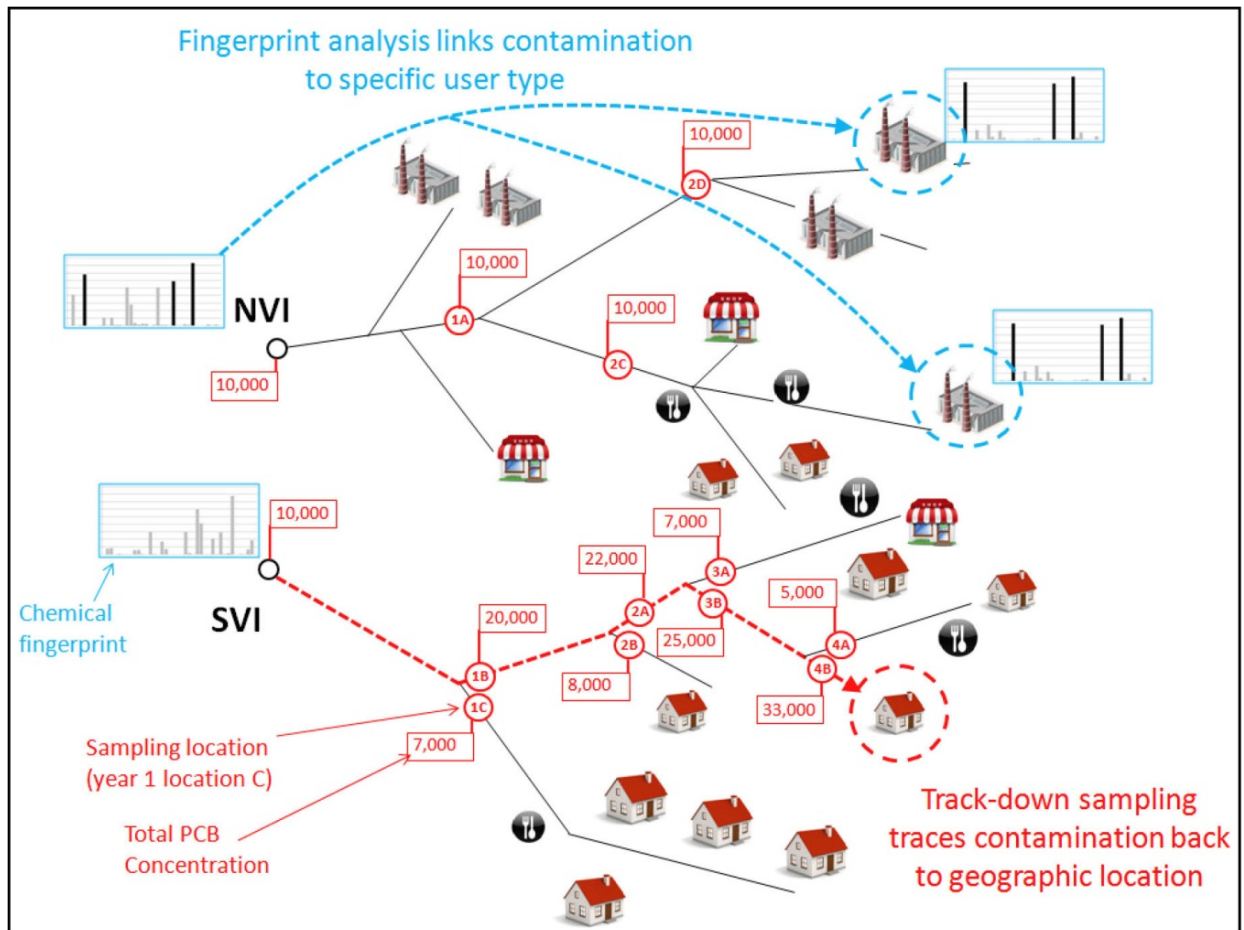 Fingerprint analysis links contamination
to specific user type
10,000
2D
10,000
1A
NVI
10,000
10,000
2C
SHOP
SHOP
10,000
7,000
SHOP
22,000
3A
5,000
Chemical
fingerprint
SVI
20,000
2A
3B
2B
25,000
4A
4B
8,000
1B
33,000
1C
Sampling location
(year 1 location C)
7,000
Total PCB
Concentration
Track-down sampling
traces contamination back
to geographic location